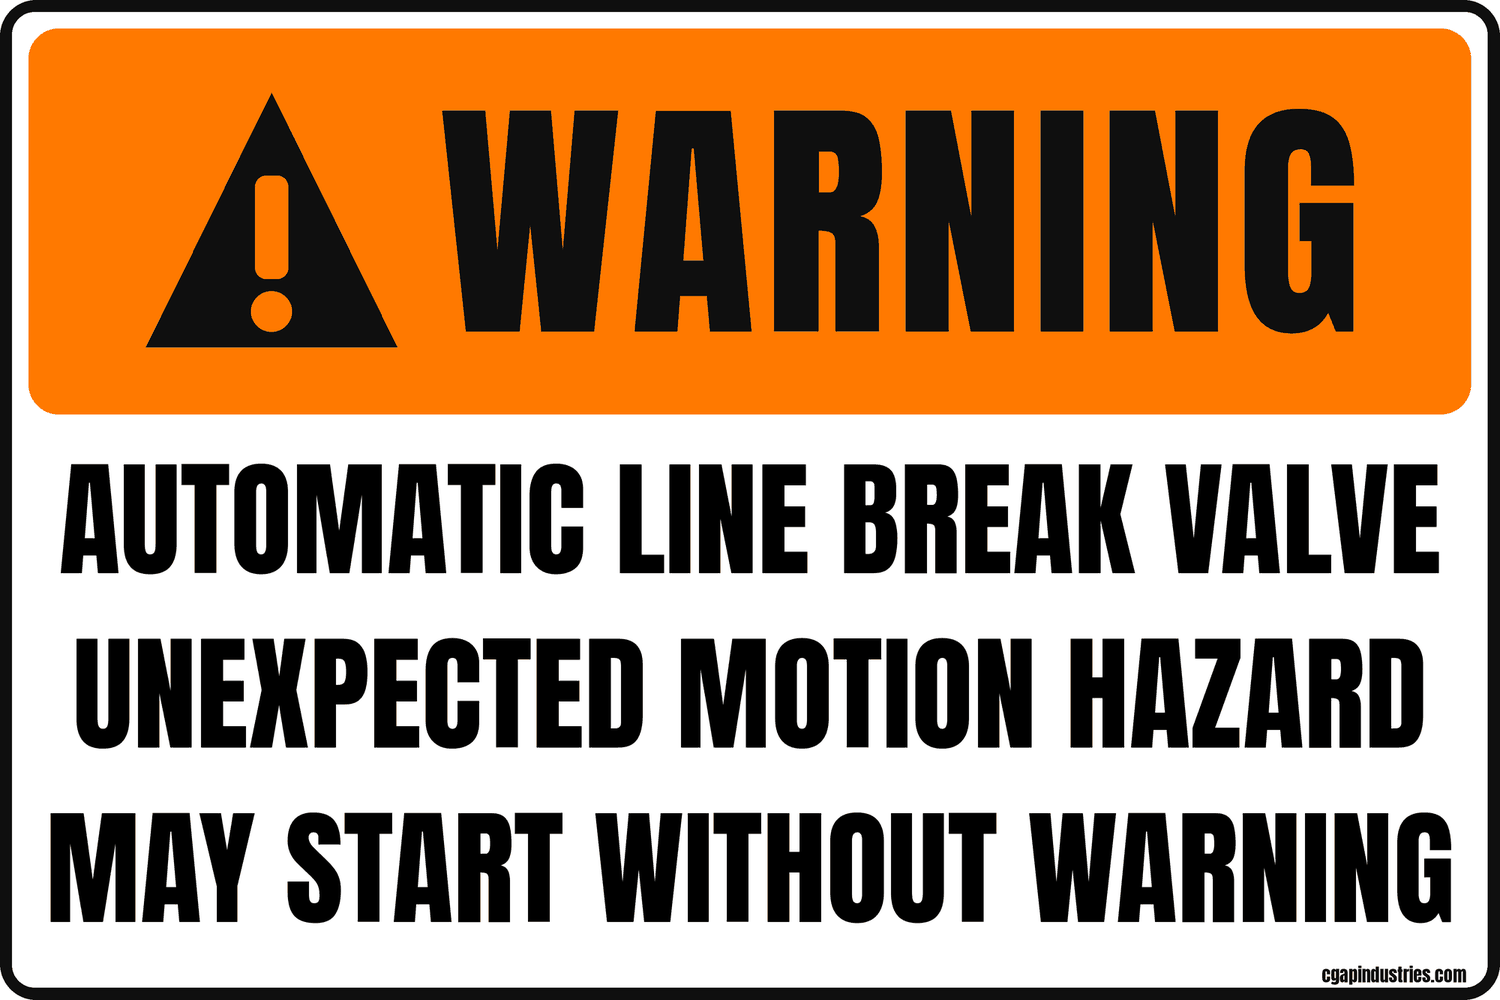 WARNING
AUTOMATIC LINE BREAK VALVE
UNEXPECTED MOTION HAZARD
MAY START WITHOUT WARNING
cgapindustries.com